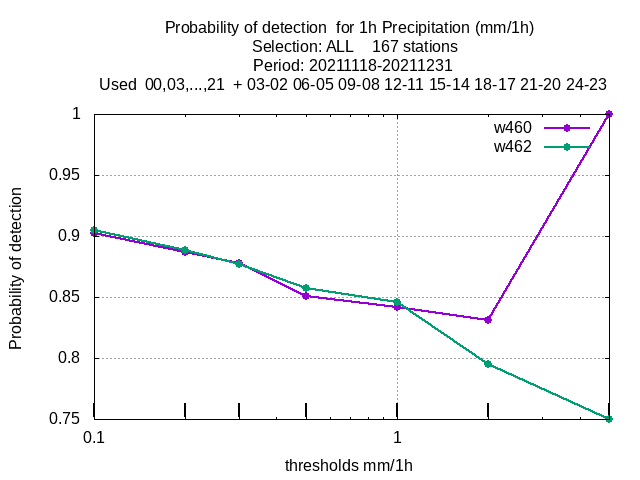 Probability of detection  for 1h Precipitation (mm/1h)
Selection: ALL    167 stations
Period: 20211118-20211231
Used  00,03,...,21  + 03-02 06-05 09-08 12-11 15-14 18-17 21-20 24-23
w460
w462
1
0.95
0.9
0.85
0.8
0.75
Probability of detection
0.1
1
thresholds mm/1h